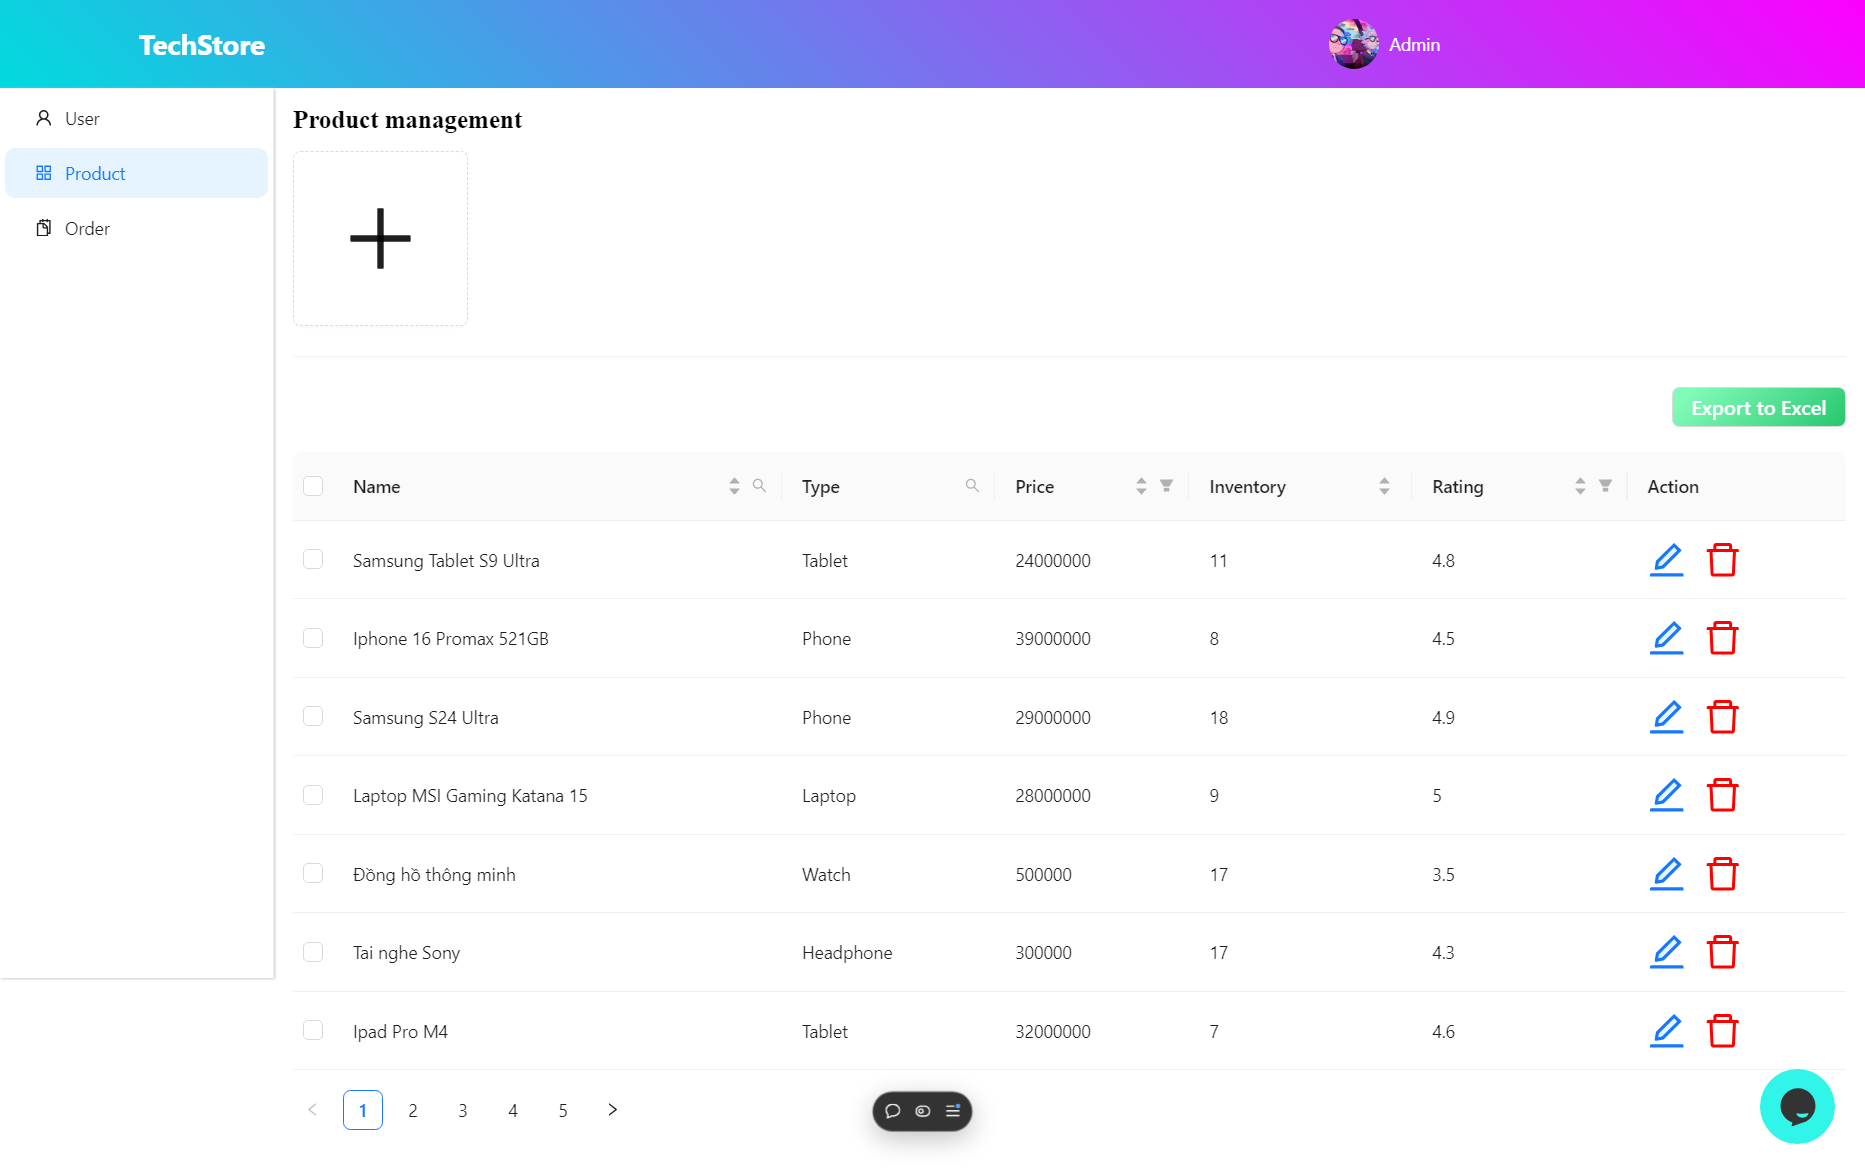 TechStore
Admin
User
Product
Order
Product management
Export to Excel
Name Type Price Inventory Rating Action
Samsung Tablet S9 Ultra Tablet 24000000 11 4.8
Iphone 16 Promax 521GB Phone 39000000 8 4.5
Samsung S24 Ultra Phone 29000000 18 4.9
Laptop MSI Gaming Katana 15 Laptop 28000000 9 5
Đồng hồ thông minh Watch 500000 17 3.5
Tai nghe Sony Headphone 300000 17 4.3
Ipad Pro M4 Tablet 32000000 7 4.6
1 2 3 4 5